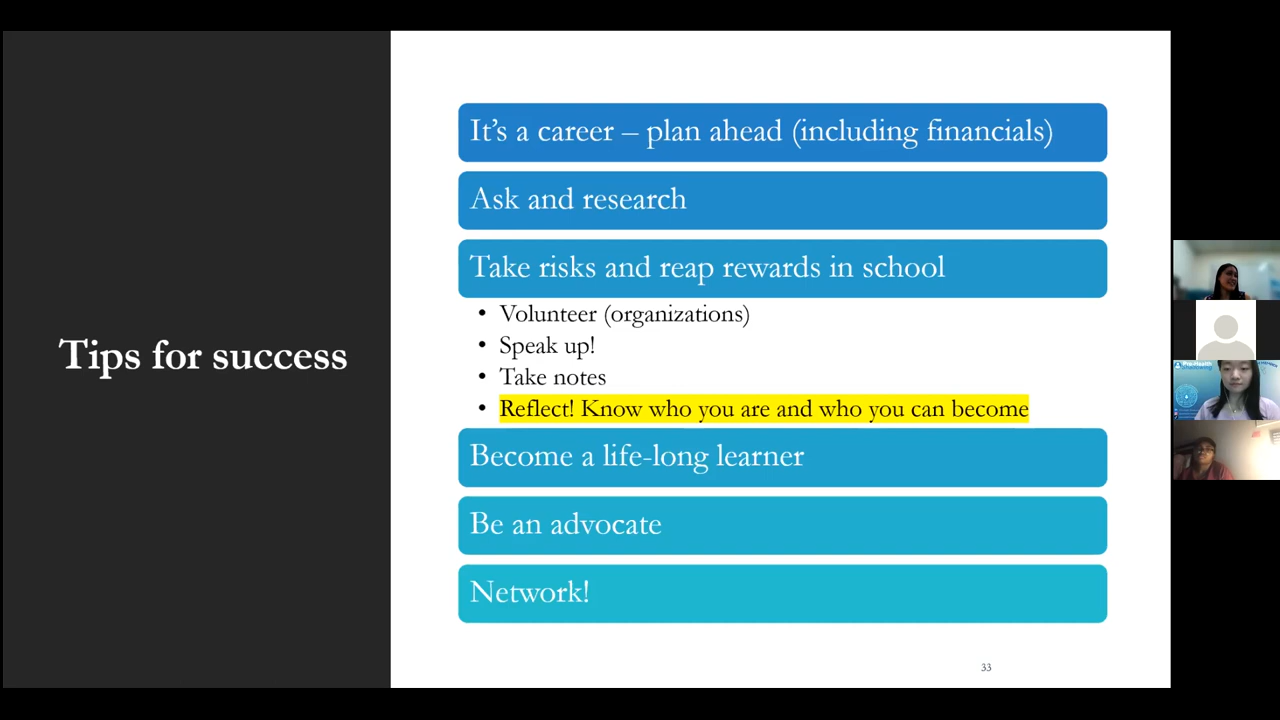 Tips for success
It's a career – plan ahead (including financials)
Ask and research
Take risks and reap rewards in school
• Volunteer (organizations)
• Speak up!
• Take notes
• Reflect! Know who you are and who you can become
Become a life-long learner
Be an advocate
Network!
33